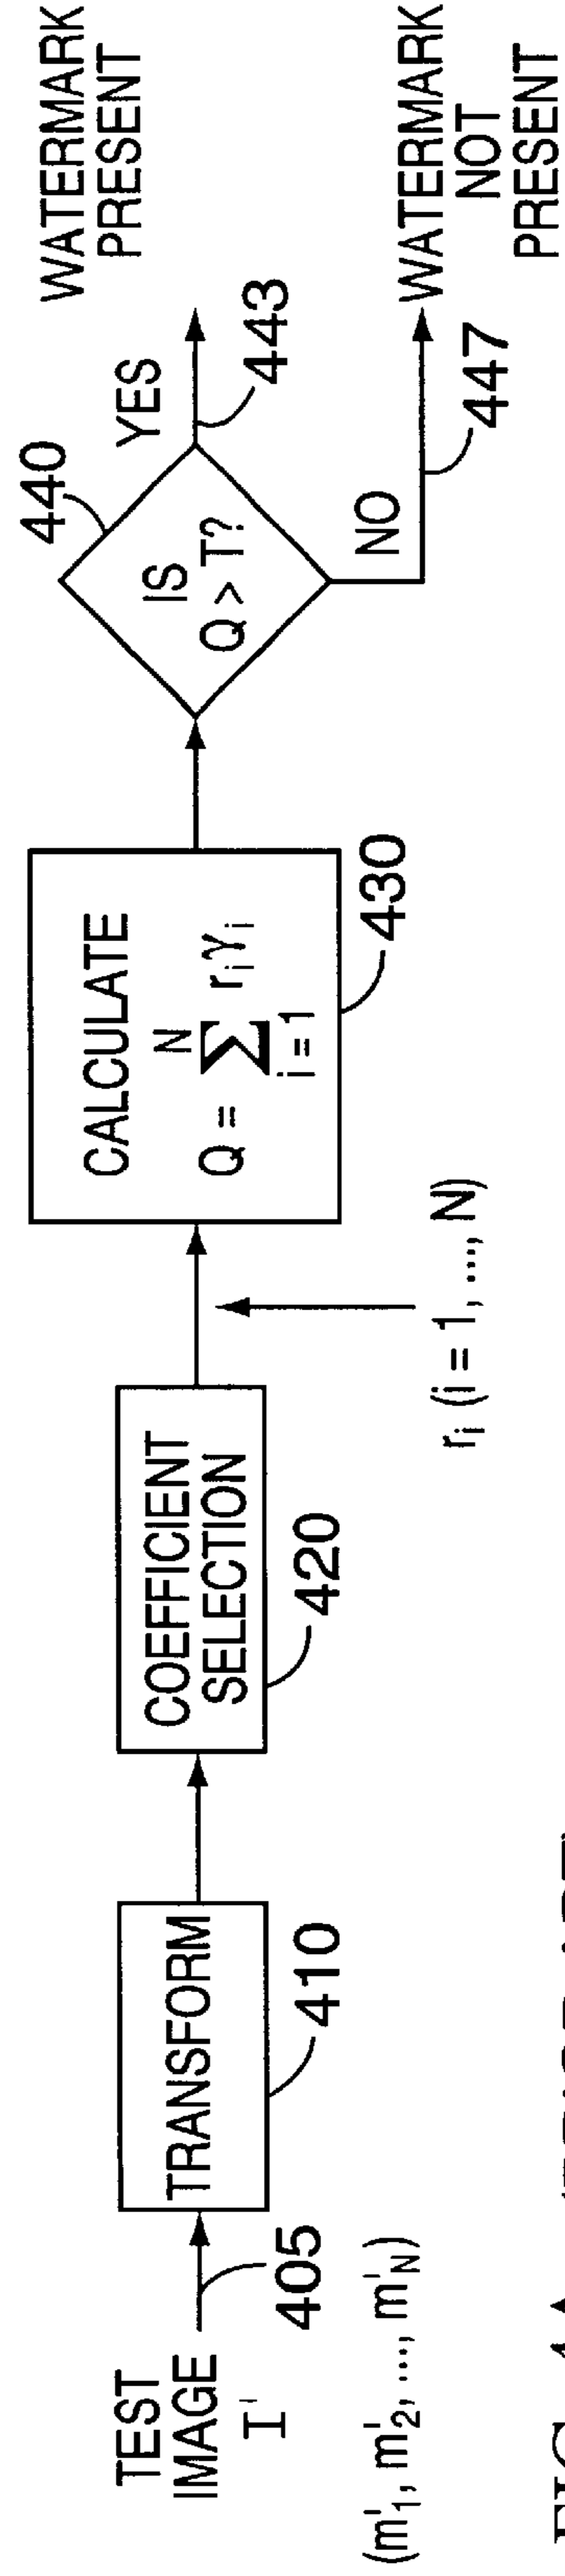 TEST
IMAGE
I'
405
(m'1, m'2, ..., m'N)
TRANSFORM
410
COEFFICIENT
SELECTION
420
ri (i = 1, ..., N)
CALCULATE
Q = N Σ i = 1 riγi
430
440
IS
Q > T?
YES
443
WATERMARK
PRESENT
NO
447
WATERMARK
NOT
PRESENT